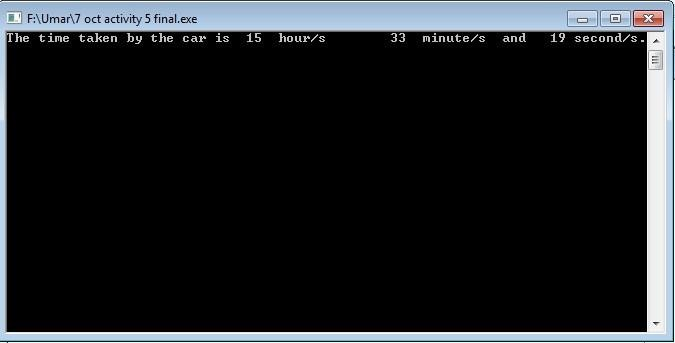 F:\Umar\7 oct activity 5 final.exe
The time taken by the car is  15  hour/s        33  minute/s  and   19 second/s.